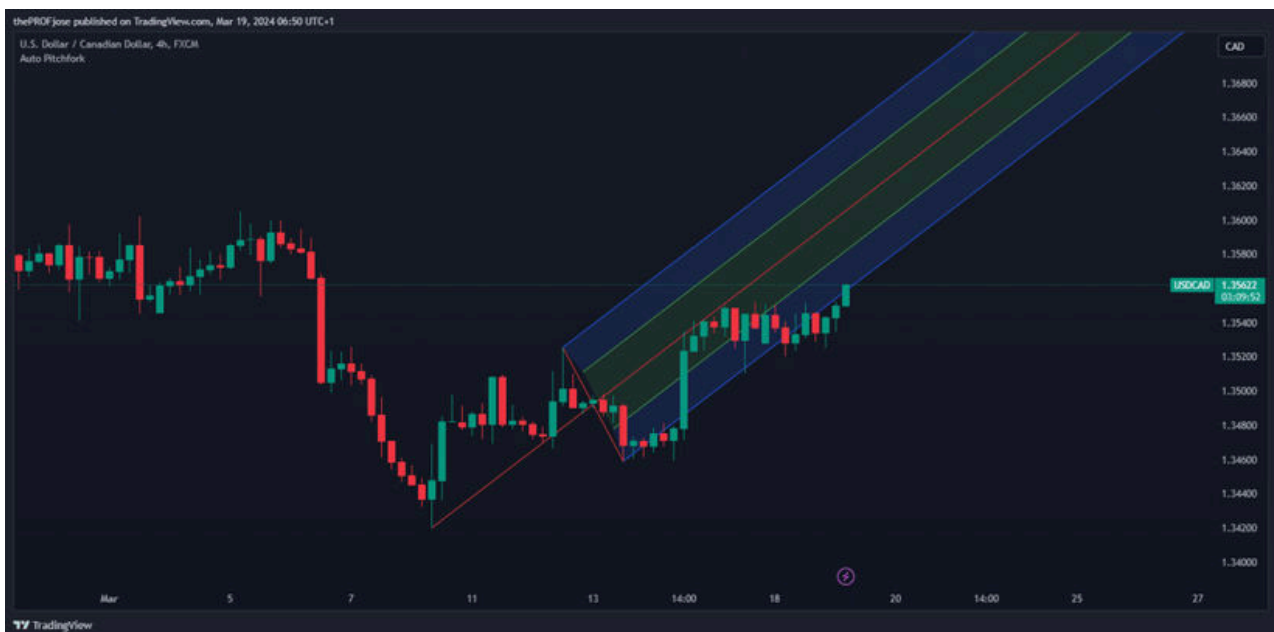 thePROFjose published on TradingView.com, Mar 19, 2024 06:50 UTC+1
U.S. Dollar / Canadian Dollar, 4h, FXCM
Auto Pitchfork
CAD
1.36800
1.36600
1.36400
1.36200
1.36000
1.35800
USDCAD 1.35622
03:09:52
1.35400
1.35200
1.35000
1.34800
1.34600
1.34400
1.34200
1.34000
Mar 5 7 11 13 14:00 18 20 14:00 25 27
TradingView